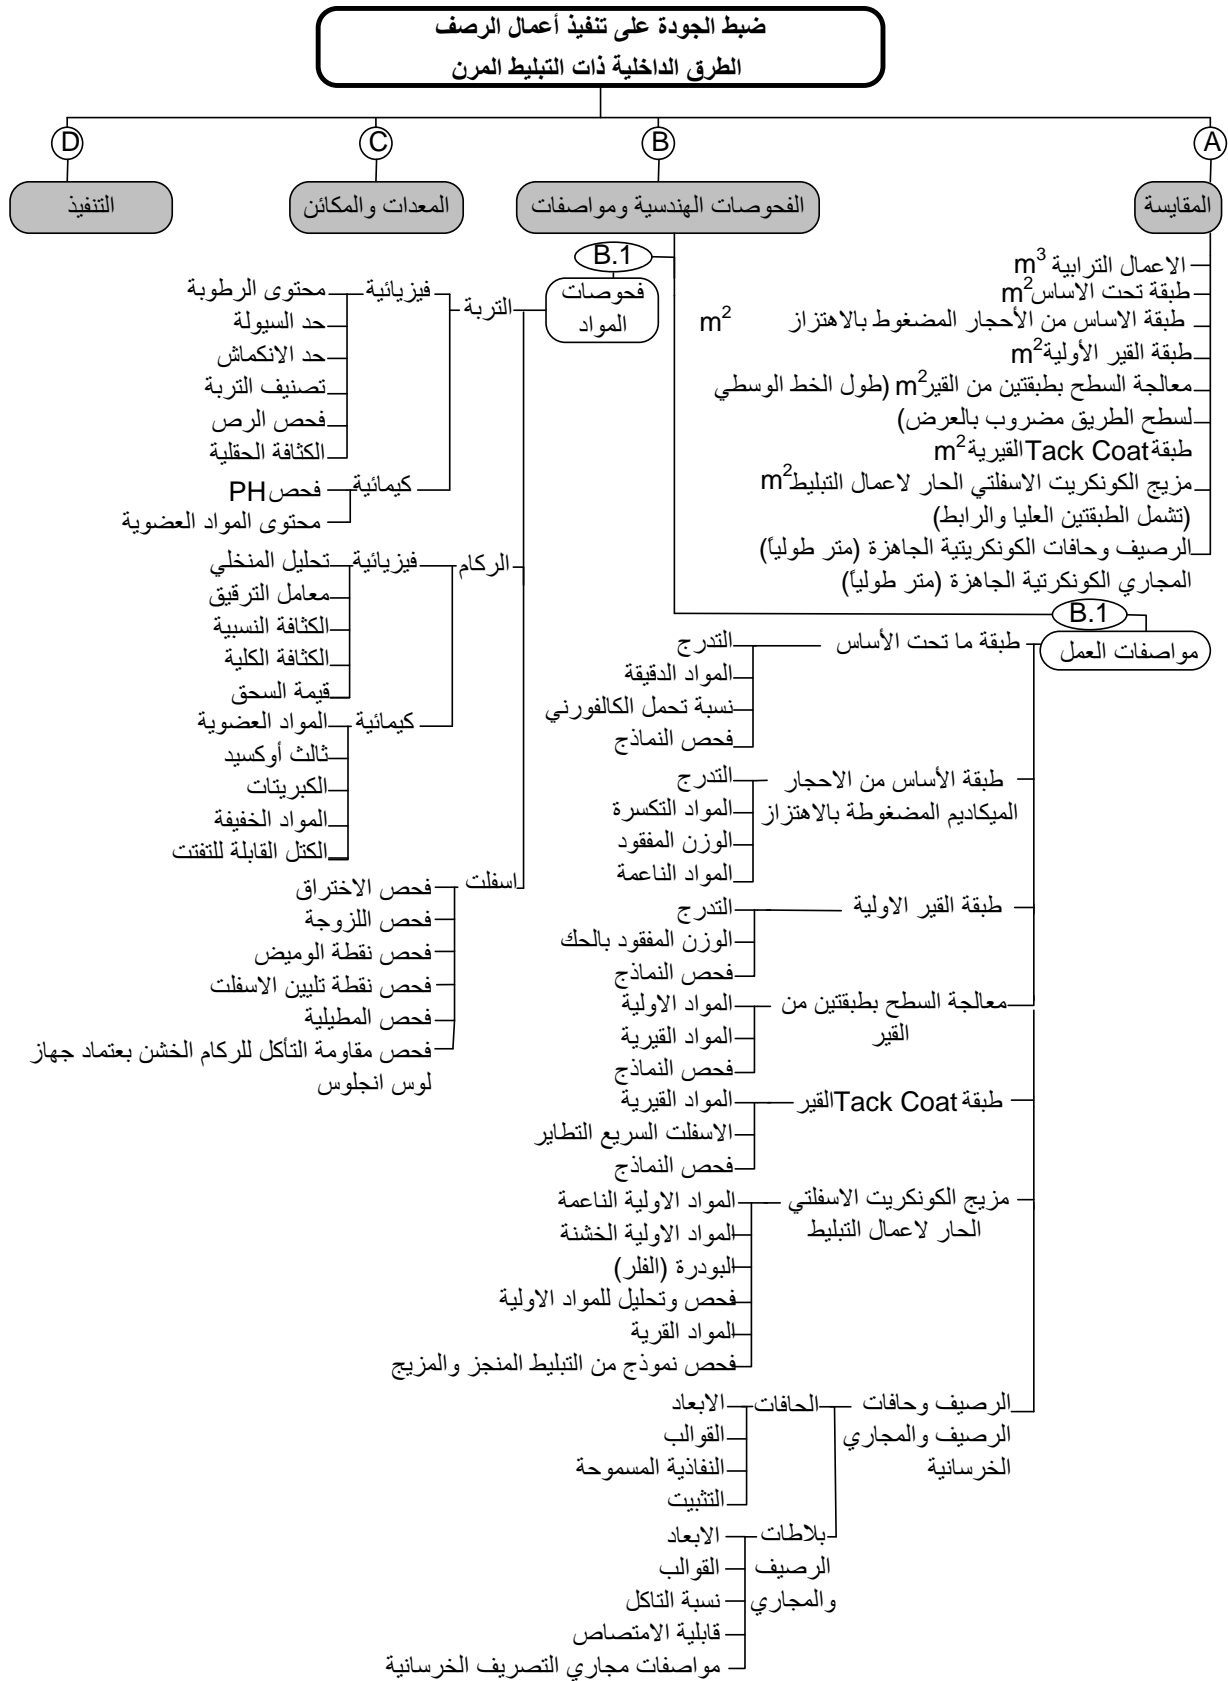 ضبط الجودة على تنفيذ أعمال الرصف
الطرق الداخلية ذات التبليط المرن
A
B
C
D
المقايسة
الفحوصات الهندسية ومواصفات
المعدات والمكائن
التنفيذ
الاعمال الترابية m³
طبقة تحت الاساس m²
طبقة الاساس من الأحجار المضغوط بالاهتزاز m²
طبقة القير الأولية m²
معالجة السطح بطبقتين من القير m² (طول الخط الوسطي
لسطح الطريق مضروب بالعرض)
طبقة Tack Coat القيرية m²
مزيج الكونكريت الاسفلتي الحار لاعمال التبليط m²
(تشمل الطبقتين العليا والرابط)
الرصيف وحافات الكونكريتية الجاهزة (متر طولياً)
المجاري الكونكرتية الجاهزة (متر طولياً)
B.1
فحوصات
المواد
التربة
فيزيائية
محتوى الرطوبة
حد السيولة
حد الانكماش
تصنيف التربة
فحص الرص
الكثافة الحقلية
كيمائية
فحص PH
محتوى المواد العضوية
الركام
فيزيائية
تحليل المنخلي
معامل الترقيق
الكثافة النسبية
الكثافة الكلية
قيمة السحق
كيمائية
المواد العضوية
ثالث أوكسيد
الكبريتات
المواد الخفيفة
الكتل القابلة للتفتت
اسفلت
فحص الاختراق
فحص اللزوجة
فحص نقطة الوميض
فحص نقطة تليين الاسفلت
فحص المطيلية
فحص مقاومة التأكل للركام الخشن بعتماد جهاز
لوس انجلوس
B.1
مواصفات العمل
طبقة ما تحت الأساس
التدرج
المواد الدقيقة
نسبة تحمل الكالفورني
فحص النماذج
طبقة الأساس من الاحجار
الميكاديم المضغوطة بالاهتزاز
التدرج
المواد التكسرة
الوزن المفقود
المواد الناعمة
طبقة القير الاولية
التدرج
الوزن المفقود بالحك
فحص النماذج
معالجة السطح بطبقتين من
القير
المواد الاولية
المواد القيرية
فحص النماذج
طبقة Tack Coat القير
المواد القيرية
الاسفلت السريع التطاير
فحص النماذج
مزيج الكونكريت الاسفلتي
الحار لاعمال التبليط
المواد الاولية الناعمة
المواد الاولية الخشنة
البودرة (الفلر)
فحص وتحليل للمواد الاولية
المواد القرية
فحص نموذج من التبليط المنجز والمزيج
الرصيف وحافات
الرصيف والمجاري
الخرسانية
الحافات
الابعاد
القوالب
النفاذية المسموحة
التثبيت
بلاطات
الرصيف
والمجاري
الابعاد
القوالب
نسبة التاكل
قابلية الامتصاص
مواصفات مجاري التصريف الخرسانية